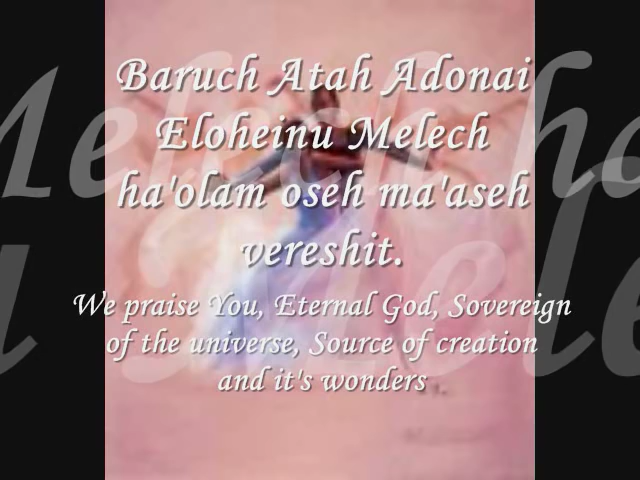 Baruch Atah Adonai
Eloheinu Melech
ha'olam oseh ma'aseh
vereshit.
We praise You, Eternal God, Sovereign
of the universe, Source of creation
and it's wonders